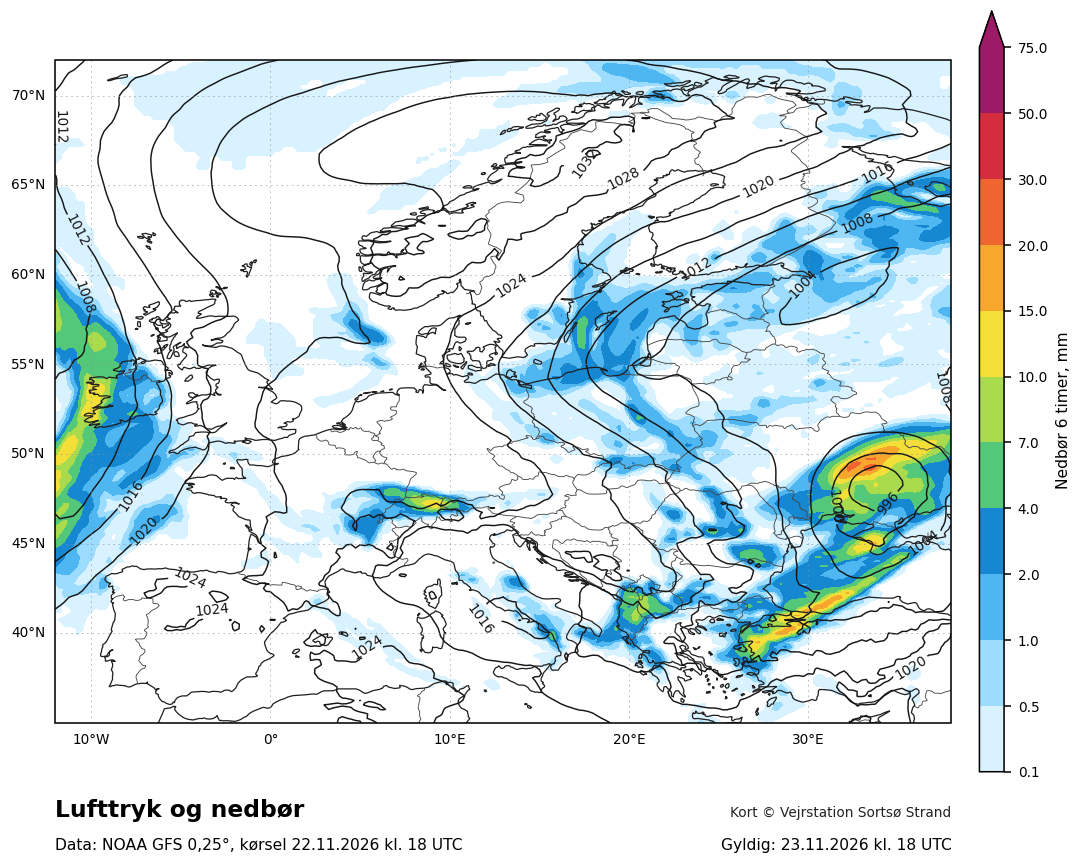 75.0
50.0
30.0
20.0
15.0
10.0
7.0
4.0
2.0
1.0
0.5
0.1
Nedbør 6 timer, mm
70°N
65°N
60°N
55°N
50°N
45°N
40°N
10°W
0°
10°E
20°E
30°E
1012
1032
1028
1020
1016
1012
1008
1024
1012
1004
1008
1008
1016
1020
1000
996
1004
1024
1024
1016
1024
1020
Lufttryk og nedbør
Kort © Vejrstation Sortsø Strand
Data: NOAA GFS 0,25°, kørsel 22.11.2026 kl. 18 UTC
Gyldig: 23.11.2026 kl. 18 UTC